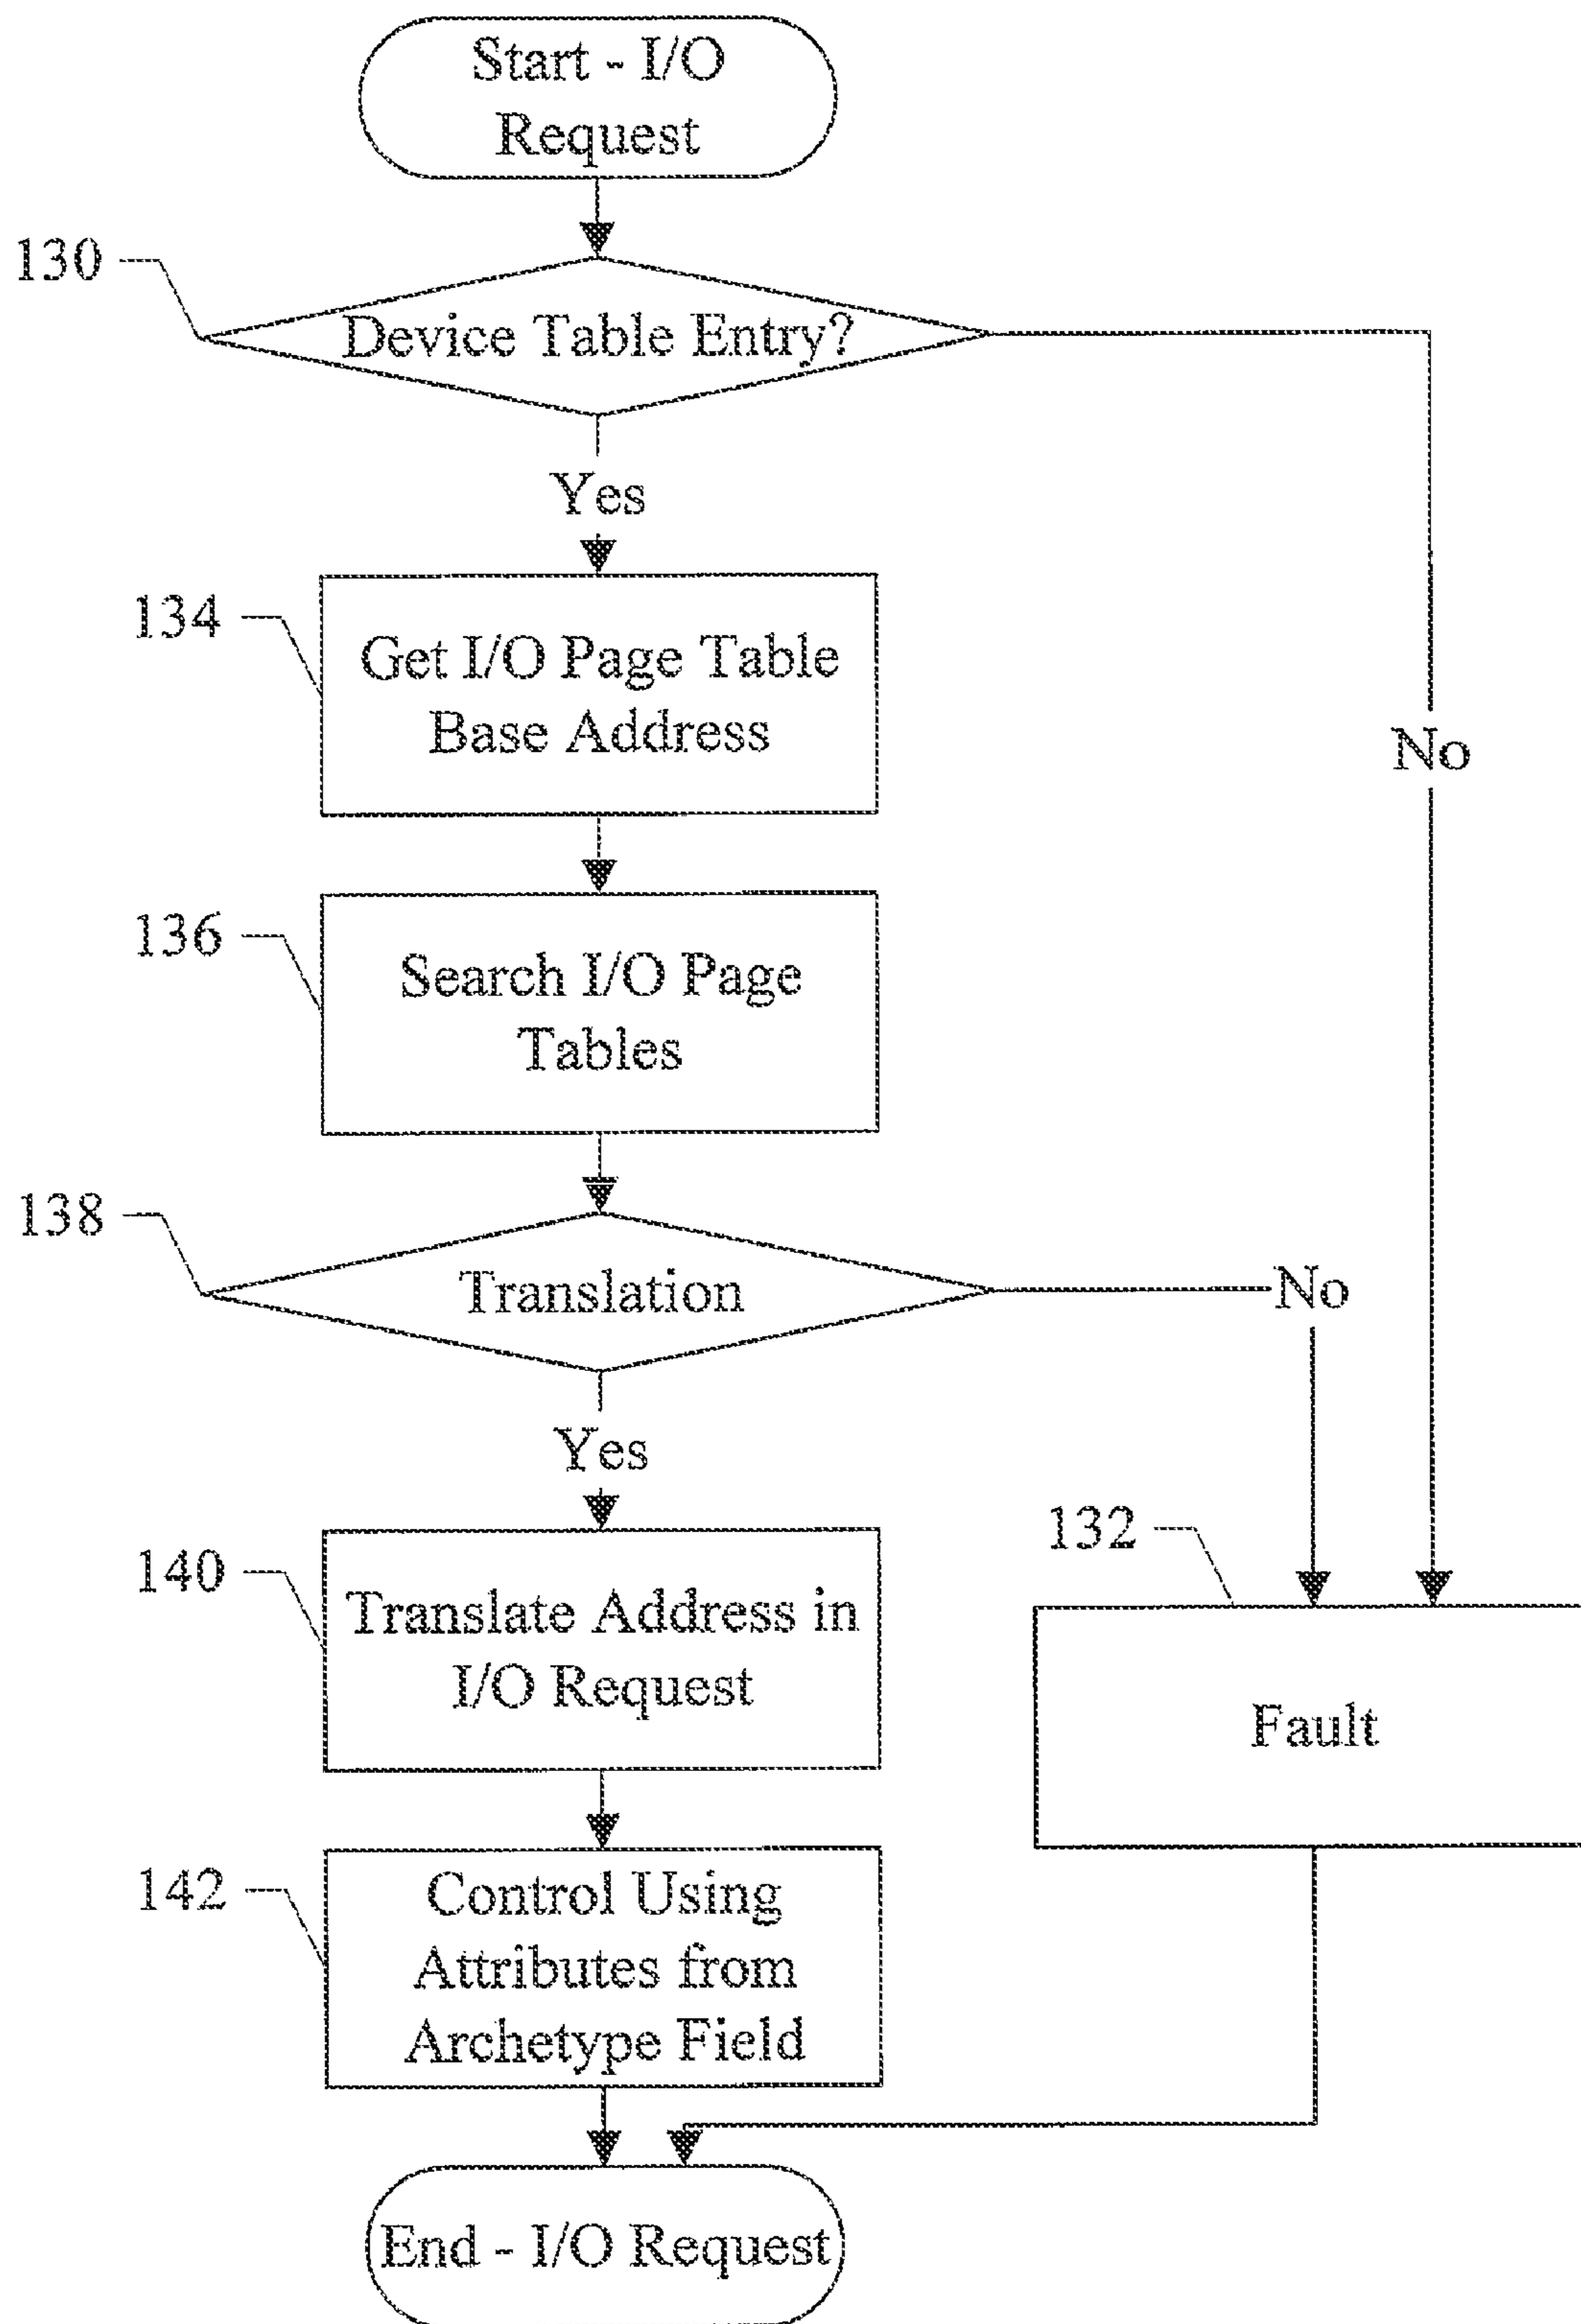 Start - I/O
Request
130
Device Table Entry?
Yes
No
134
Get I/O Page Table
Base Address
136
Search I/O Page
Tables
138
Translation
No
Yes
140
Translate Address in
I/O Request
132
Fault
142
Control Using
Attributes from
Archetype Field
End - I/O Request